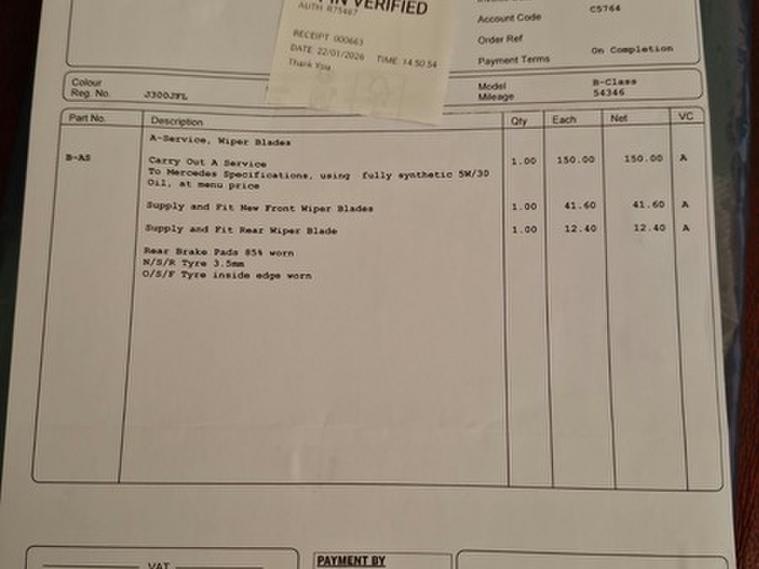 PIN VERIFIED
AUTH R75467
RECEIPT 000663
DATE 22/01/2026 TIME 14:50:54
Thank You
Account Code C5764
Order Ref
Payment Terms On Completion
Colour
Reg. No.
Model B-Class
Mileage 54346
Part No. Description Qty Each Net VC
A-Service, Wiper Blades
B-AS Carry Out A Service 1.00 150.00 150.00 A
To Mercedes Specifications, using fully synthetic 5W/30
Oil, at menu price
Supply and Fit New Front Wiper Blades 1.00 41.60 41.60 A
Supply and Fit Rear Wiper Blade 1.00 12.40 12.40 A
Rear Brake Pads 85% worn
N/S/R Tyre 3.5mm
O/S/F Tyre inside edge worn
VAT
PAYMENT BY